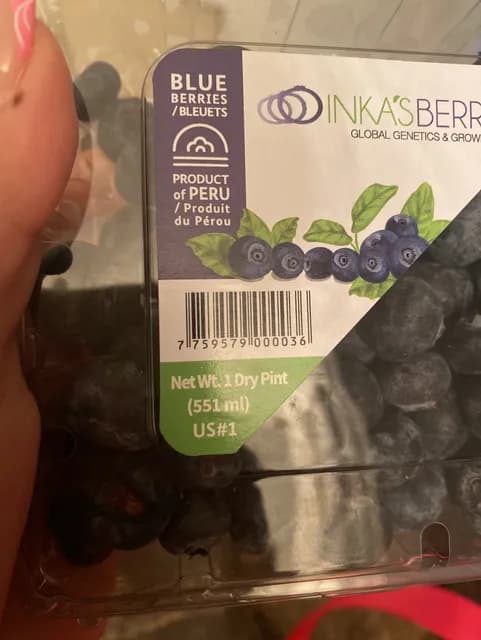 BLUE
BERRIES
/BLEUETS
PRODUCT
of PERU
/ Produit
du Pérou
INKA'SBERR
GLOBAL GENETICS & GROW
7 759579 000036
Net Wt. 1 Dry Pint
(551 ml)
US#1